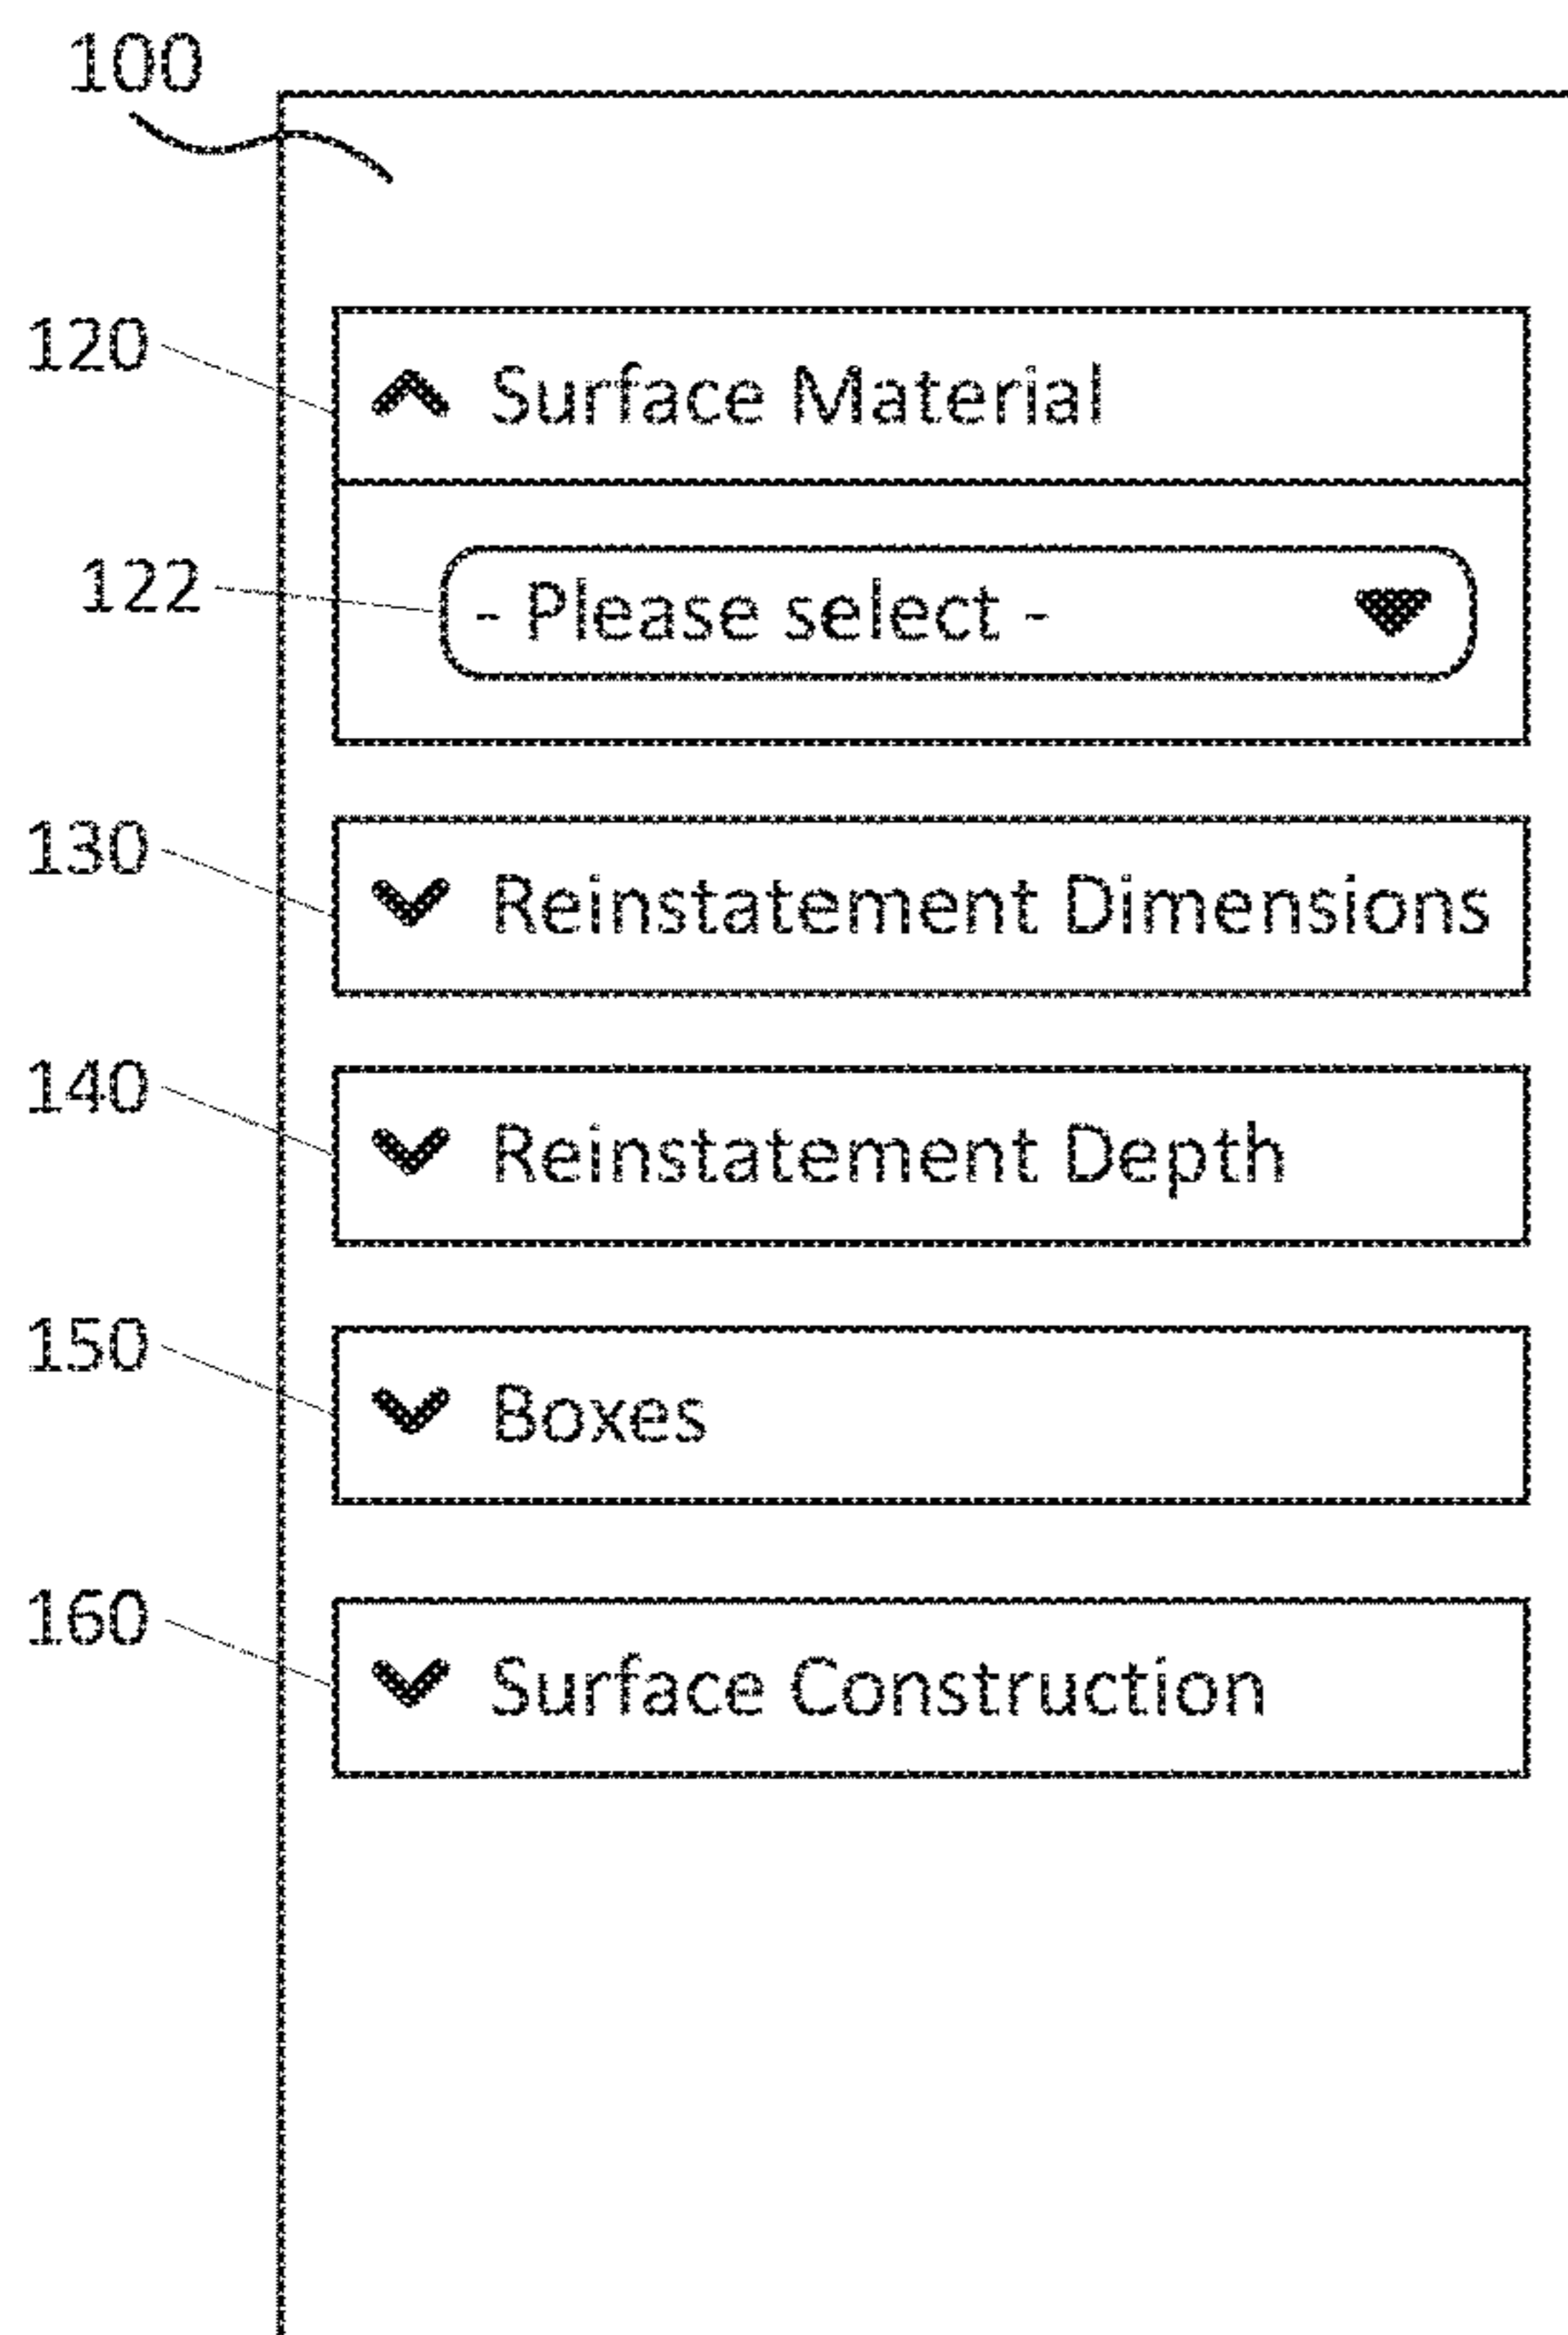 100
120
Surface Material
122
- Please select -
130
Reinstatement Dimensions
140
Reinstatement Depth
150
Boxes
160
Surface Construction